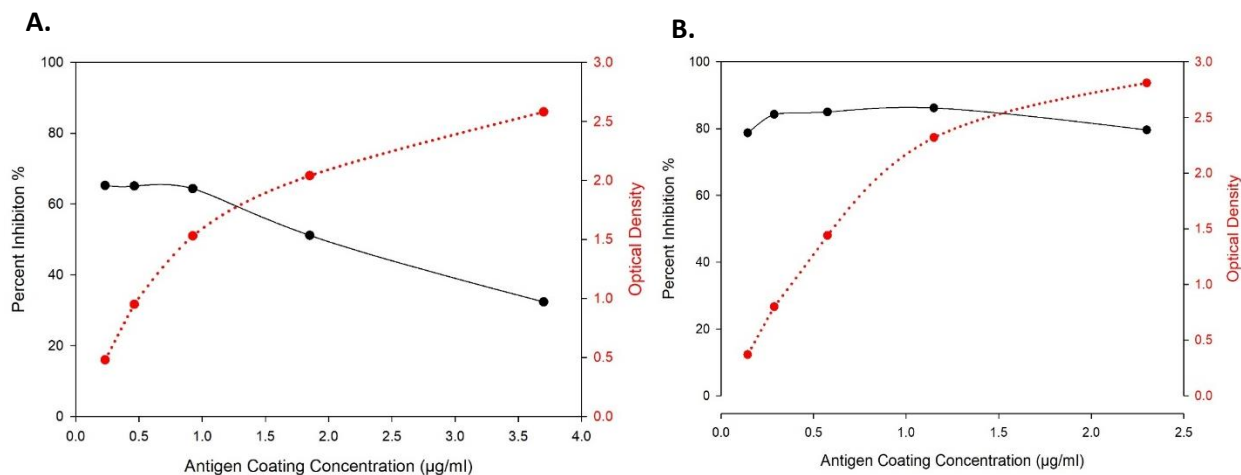 A.
100
80
60
40
20
0
Percent Inhibiton %
3.0
2.5
2.0
1.5
1.0
0.5
0.0
Optical Density
0.0 0.5 1.0 1.5 2.0 2.5 3.0 3.5 4.0
Antigen Coating Concentration (µg/ml)
B.
100
80
60
40
20
0
Percent Inhibition %
3.0
2.5
2.0
1.5
1.0
0.5
0.0
Optical Density
0.0 0.5 1.0 1.5 2.0 2.5
Antigen Coating Concentration (µg/ml)